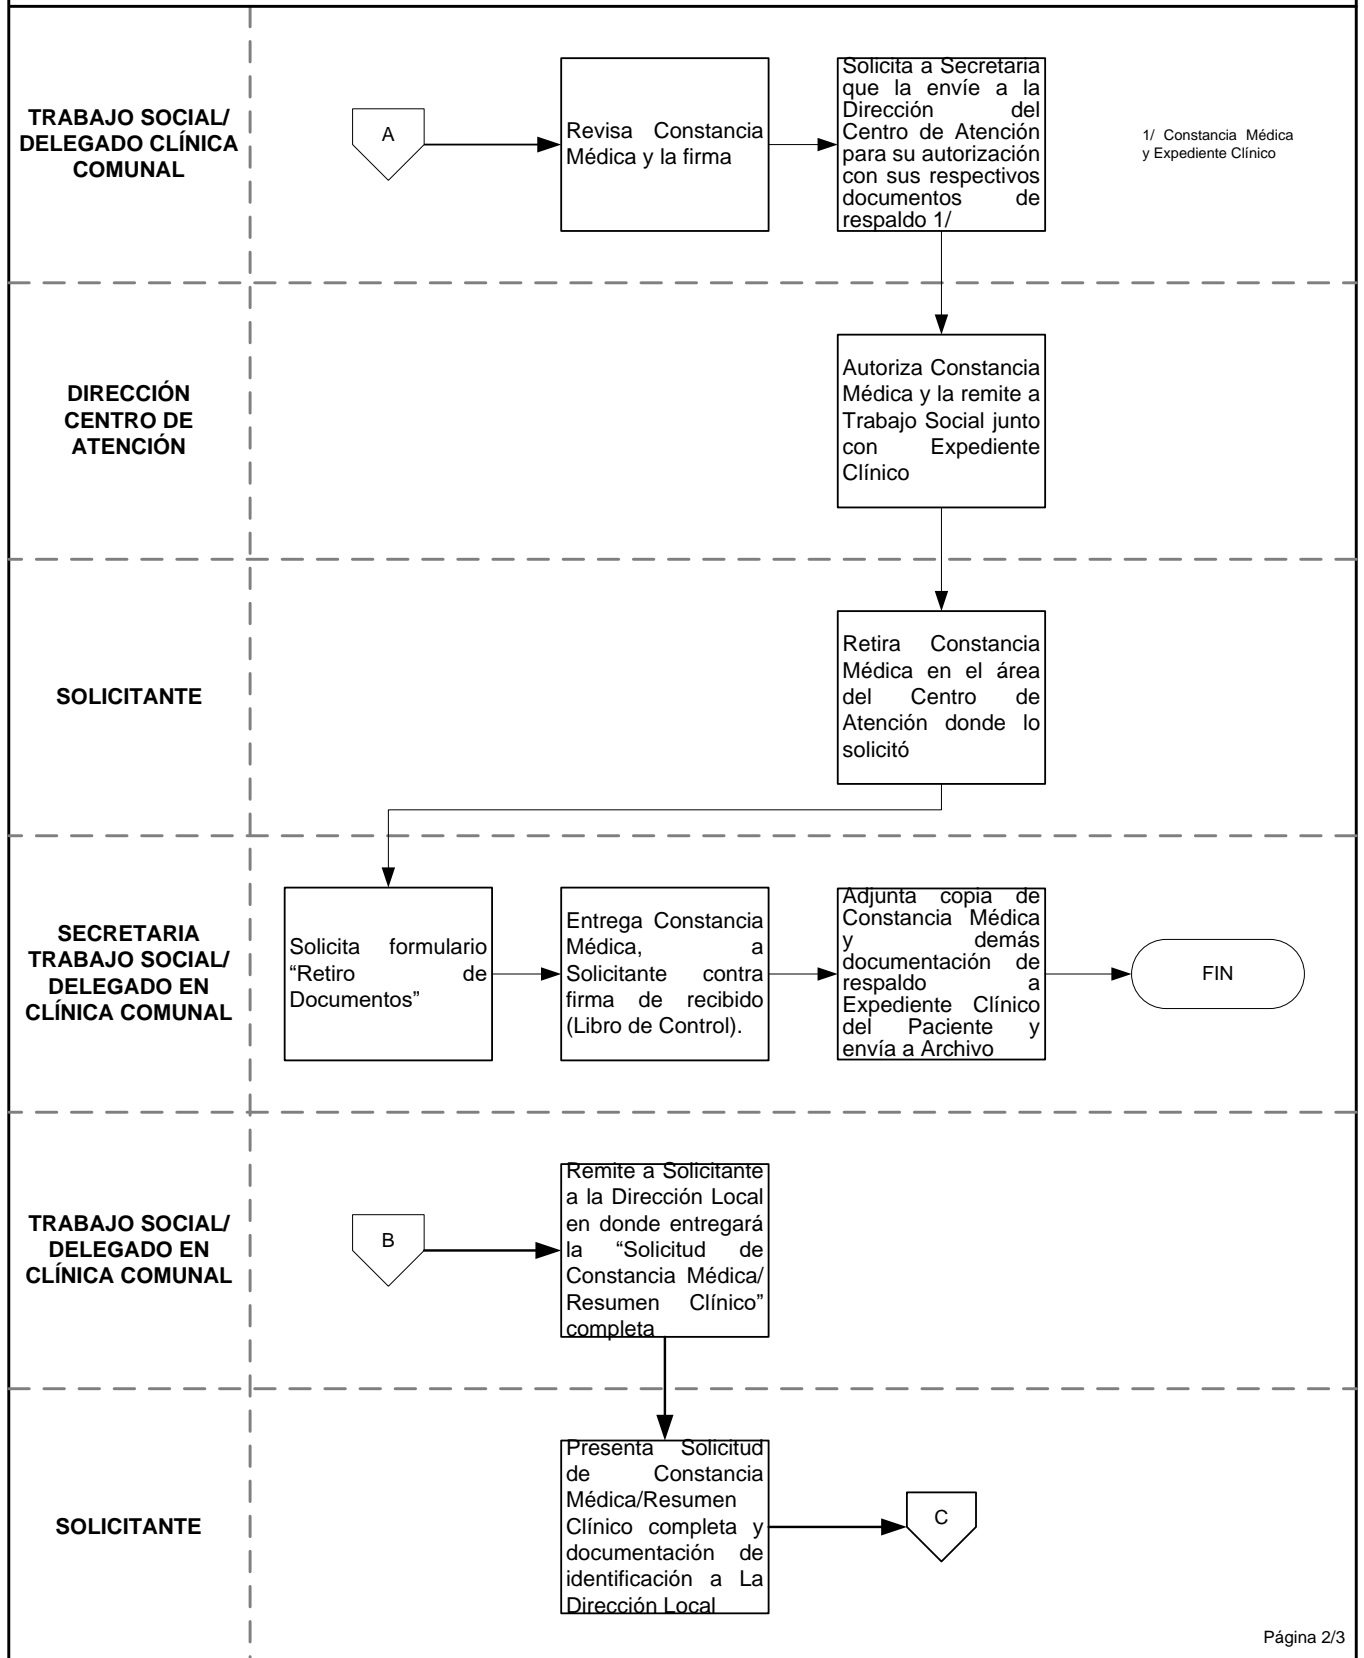 TRABAJO SOCIAL/
DELEGADO CLÍNICA
COMUNAL
A
Revisa Constancia
Médica y la firma
Solicita a Secretaria
que la envíe a la
Dirección del
Centro de Atención
para su autorización
con sus respectivos
documentos de
respaldo 1/
1/ Constancia Médica
y Expediente Clínico
DIRECCIÓN
CENTRO DE
ATENCIÓN
Autoriza Constancia
Médica y la remite a
Trabajo Social junto
con Expediente
Clínico
SOLICITANTE
Retira Constancia
Médica en el área
del Centro de
Atención donde lo
solicitó
SECRETARIA
TRABAJO SOCIAL/
DELEGADO EN
CLÍNICA COMUNAL
Solicita formulario
“Retiro de
Documentos”
Entrega Constancia
Médica, a
Solicitante contra
firma de recibido
(Libro de Control).
Adjunta copia de
Constancia Médica
y demás
documentación de
respaldo a
Expediente Clínico
del Paciente y
envía a Archivo
FIN
TRABAJO SOCIAL/
DELEGADO EN
CLÍNICA COMUNAL
B
Remite a Solicitante
a la Dirección Local
en donde entregará
la “Solicitud de
Constancia Médica/
Resumen Clínico”
completa
SOLICITANTE
Presenta Solicitud
de Constancia
Médica/Resumen
Clínico completa y
documentación de
identificación a La
Dirección Local
C
Página 2/3